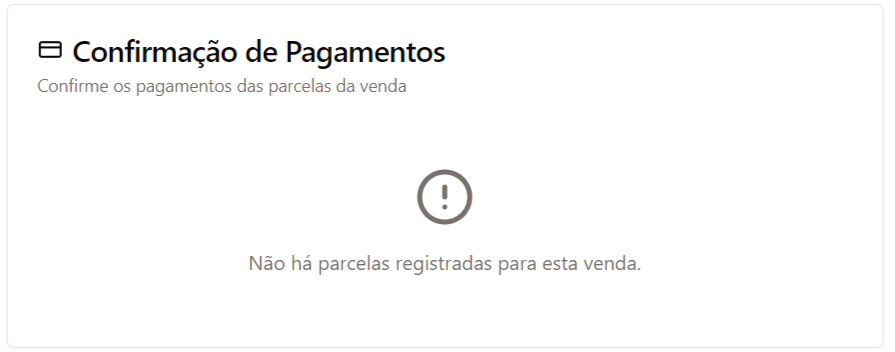 Confirmação de Pagamentos
Confirme os pagamentos das parcelas da venda
Não há parcelas registradas para esta venda.